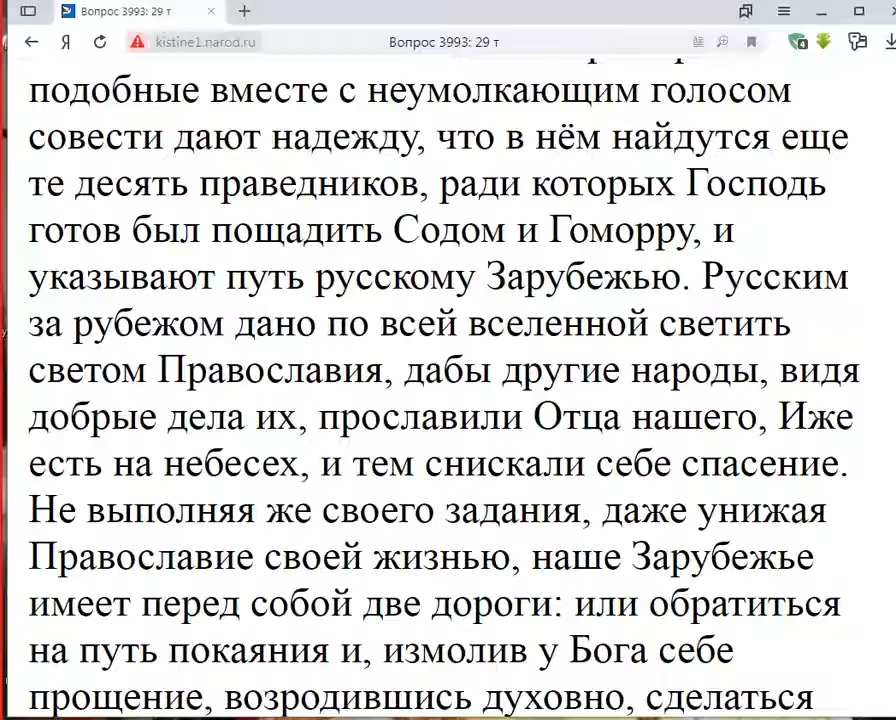 Вопрос 3993: 29 т
kistine1.narod.ru
Вопрос 3993: 29 т
подобные вместе с неумолкающим голосом
совести дают надежду, что в нём найдутся еще
те десять праведников, ради которых Господь
готов был пощадить Содом и Гоморру, и
указывают путь русскому Зарубежью. Русским
за рубежом дано по всей вселенной светить
светом Православия, дабы другие народы, видя
добрые дела их, прославили Отца нашего, Иже
есть на небесех, и тем снискали себе спасение.
Не выполняя же своего задания, даже унижая
Православие своей жизнью, наше Зарубежье
имеет перед собой две дороги: или обратиться
на путь покаяния и, измолив у Бога себе
прощение, возродившись духовно, сделаться